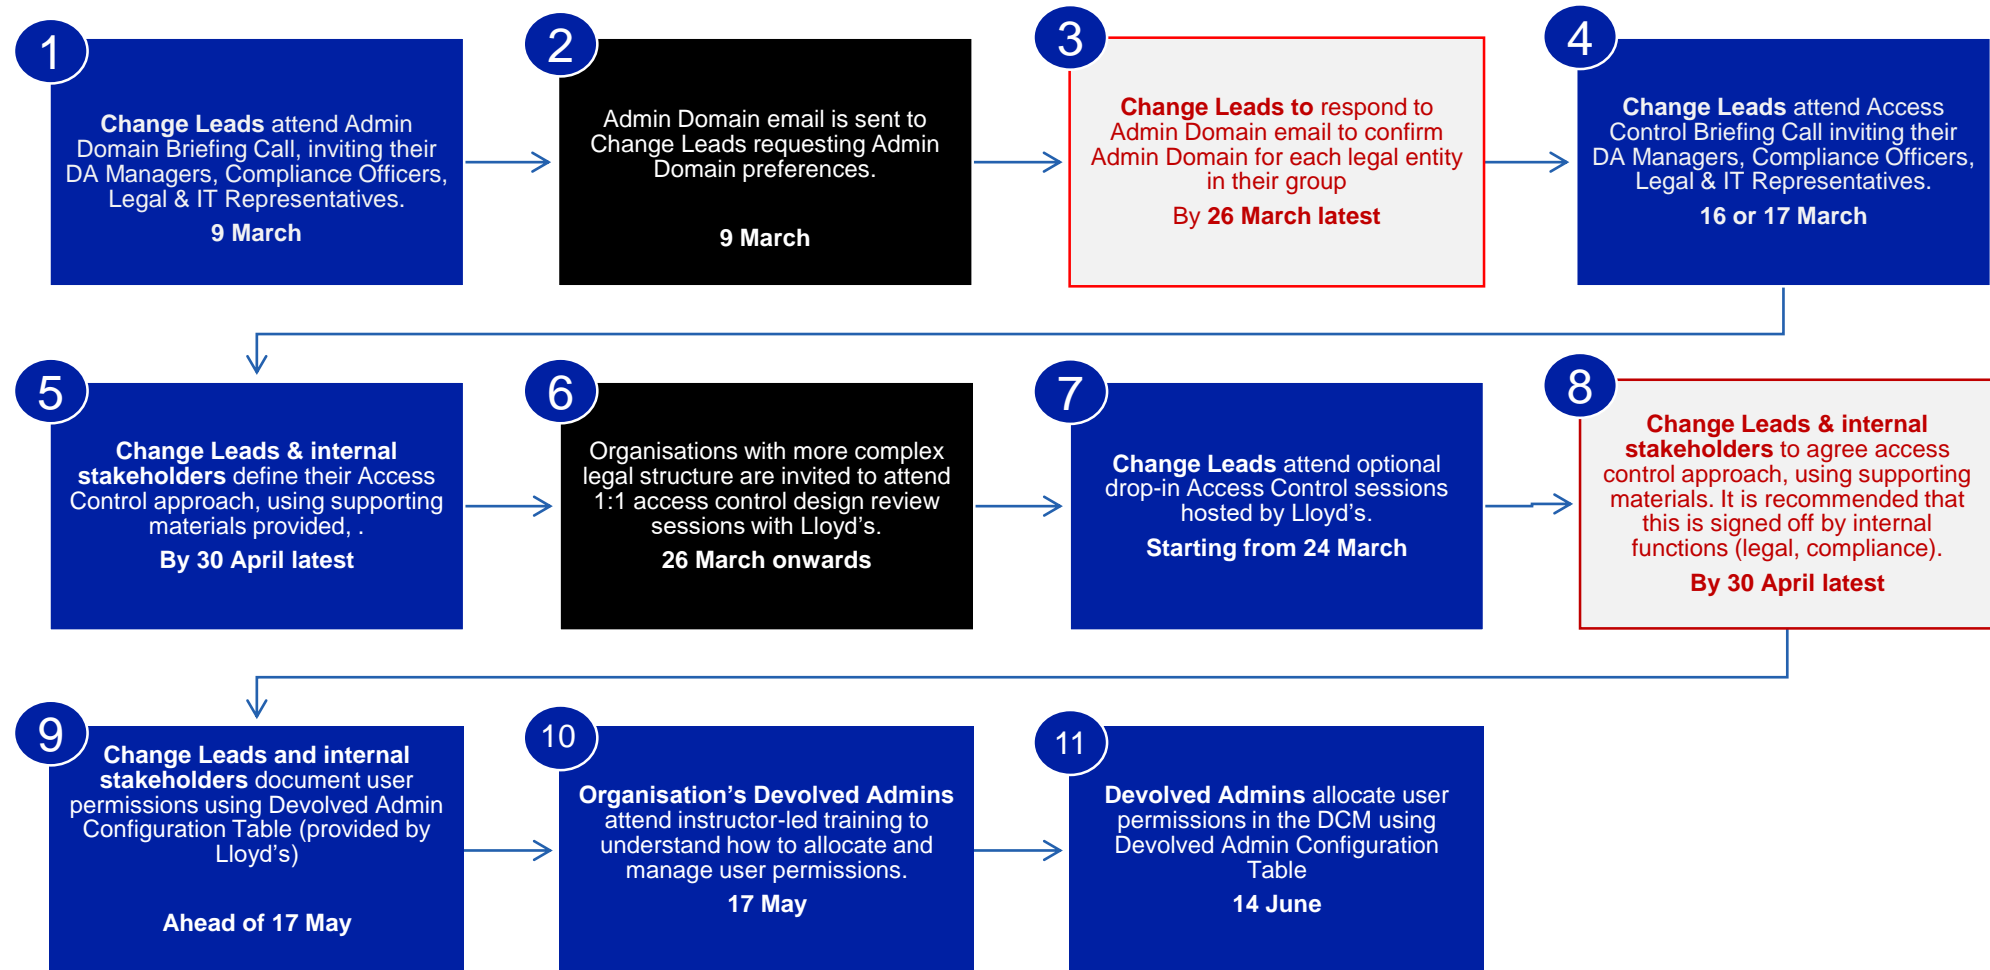 1
Change Leads attend Admin
Domain Briefing Call, inviting their
DA Managers, Compliance Officers,
Legal & IT Representatives.
9 March
2
Admin Domain email is sent to
Change Leads requesting Admin
Domain preferences.
9 March
3
Change Leads to respond to
Admin Domain email to confirm
Admin Domain for each legal entity
in their group
By 26 March latest
4
Change Leads attend Access
Control Briefing Call inviting their
DA Managers, Compliance Officers,
Legal & IT Representatives.
16 or 17 March
5
Change Leads & internal
stakeholders define their Access
Control approach, using supporting
materials provided, .
By 30 April latest
6
Organisations with more complex
legal structure are invited to attend
1:1 access control design review
sessions with Lloyd's.
26 March onwards
7
Change Leads attend optional
drop-in Access Control sessions
hosted by Lloyd's.
Starting from 24 March
8
Change Leads & internal
stakeholders to agree access
control approach, using supporting
materials. It is recommended that
this is signed off by internal
functions (legal, compliance).
By 30 April latest
9
Change Leads and internal
stakeholders document user
permissions using Devolved Admin
Configuration Table (provided by
Lloyd's)
Ahead of 17 May
10
Organisation's Devolved Admins
attend instructor-led training to
understand how to allocate and
manage user permissions.
17 May
11
Devolved Admins allocate user
permissions in the DCM using
Devolved Admin Configuration
Table
14 June